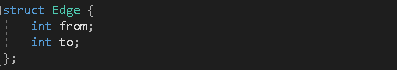 struct Edge {
    int from;
    int to;
};